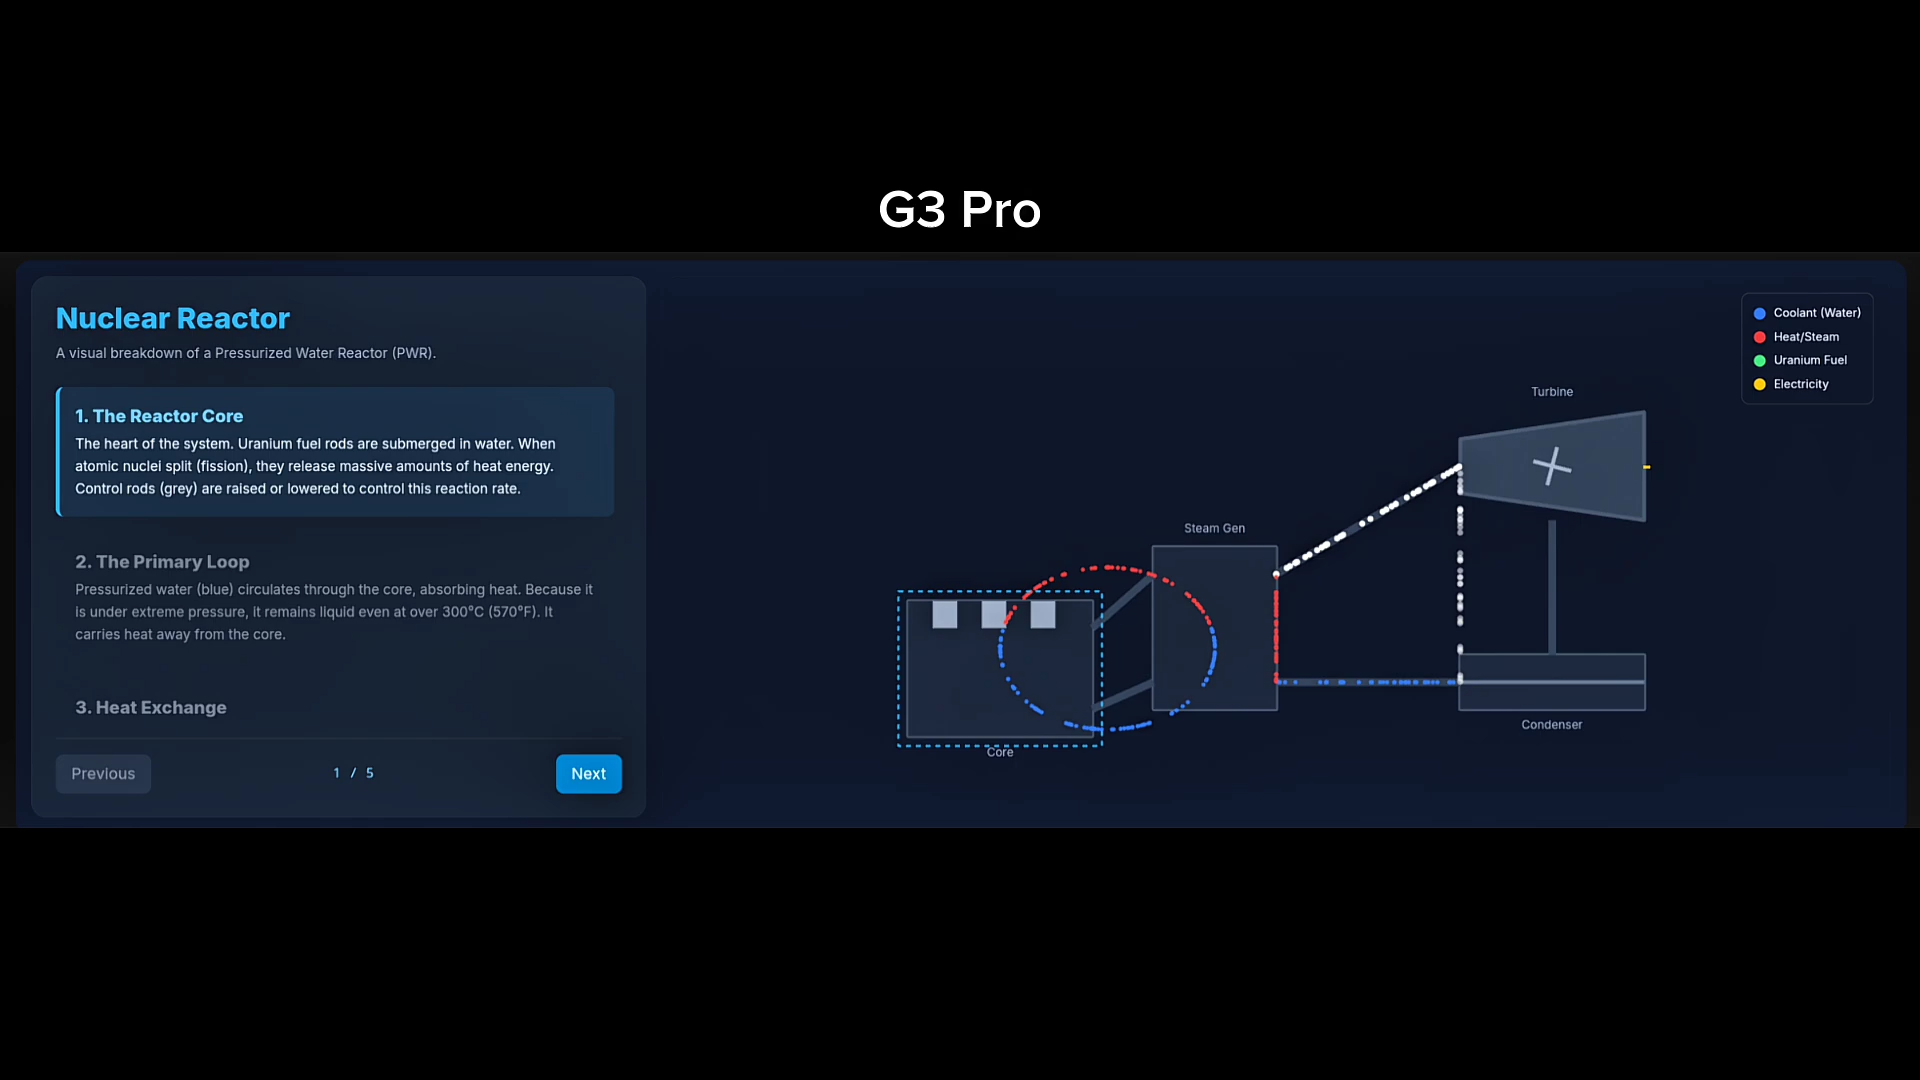 G3 Pro
Nuclear Reactor
A visual breakdown of a Pressurized Water Reactor (PWR).
1. The Reactor Core
The heart of the system. Uranium fuel rods are submerged in water. When
atomic nuclei split (fission), they release massive amounts of heat energy.
Control rods (grey) are raised or lowered to control this reaction rate.
2. The Primary Loop
Pressurized water (blue) circulates through the core, absorbing heat. Because it
is under extreme pressure, it remains liquid even at over 300°C (570°F). It
carries heat away from the core.
3. Heat Exchange
Previous
1 / 5
Next
Core
Steam Gen
Turbine
Condenser
Coolant (Water)
Heat/Steam
Uranium Fuel
Electricity